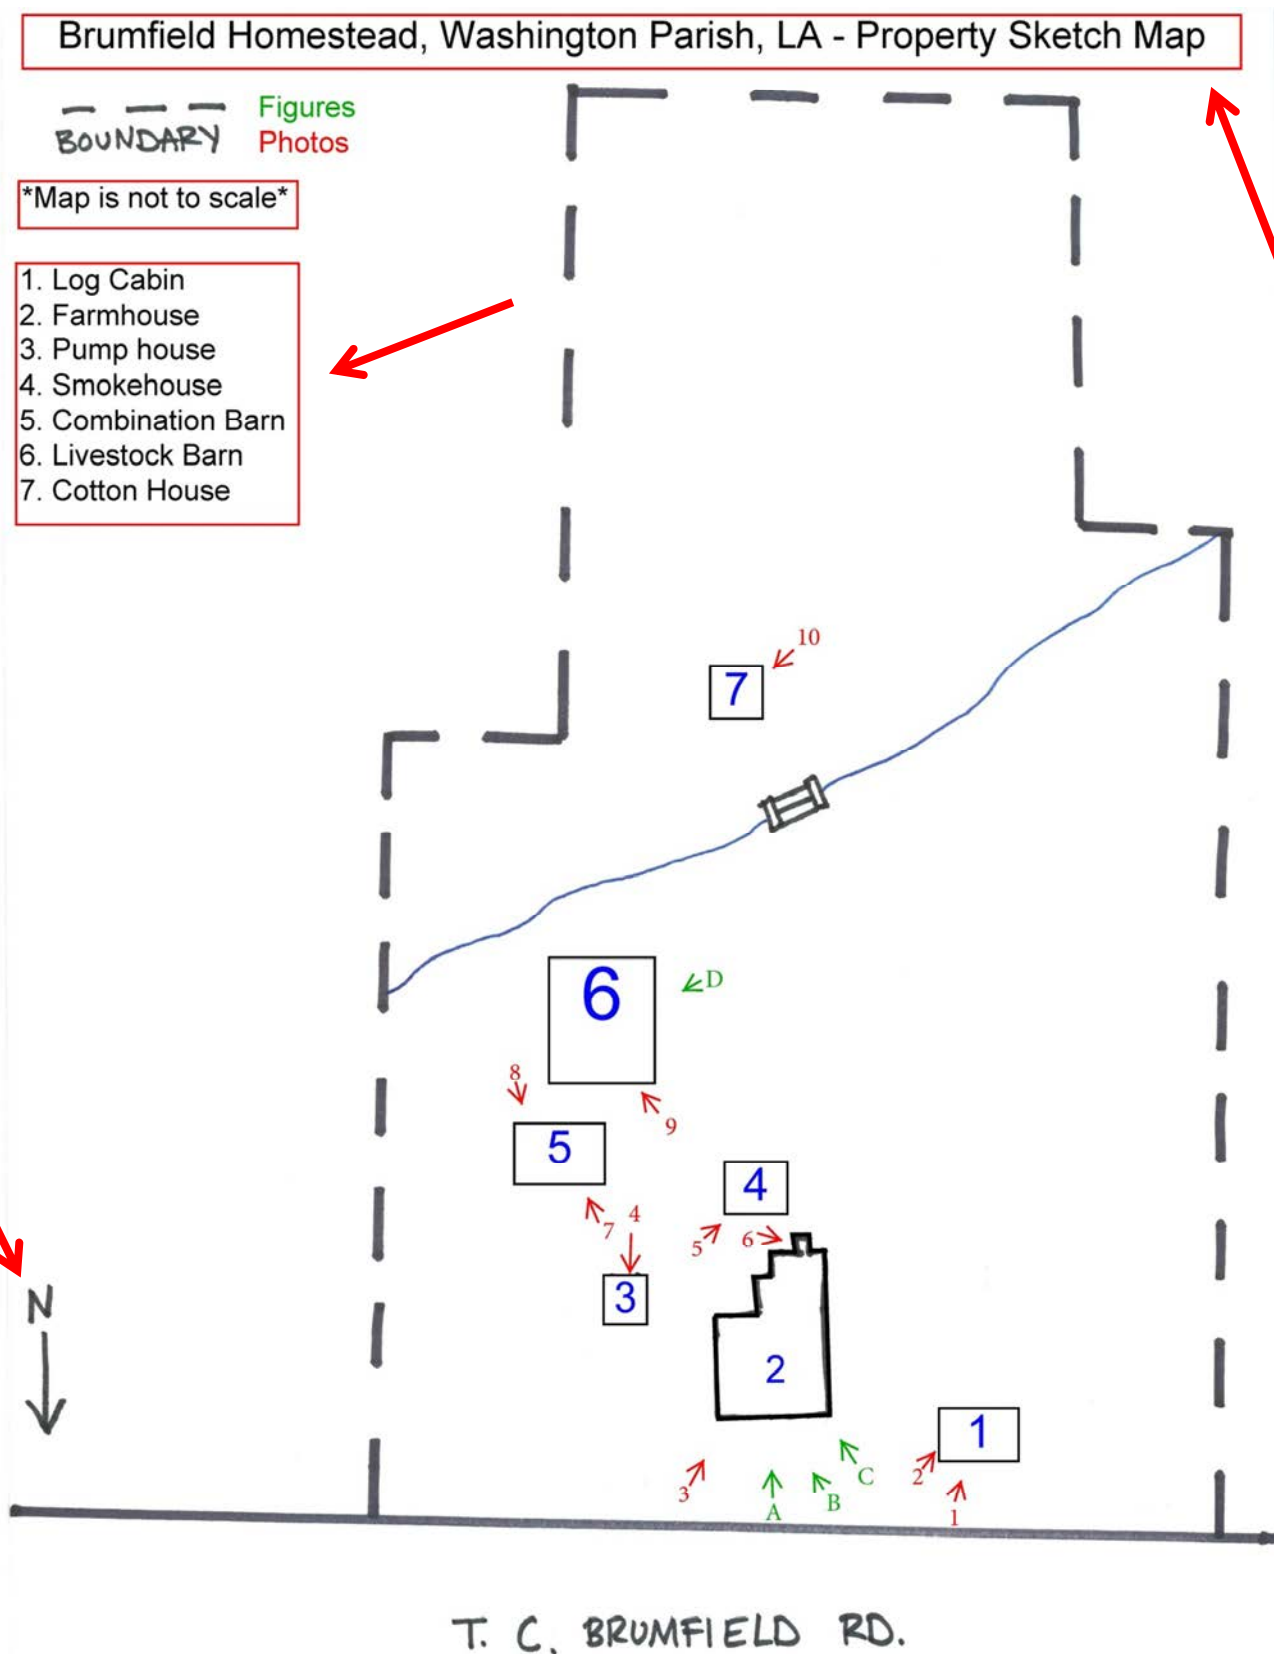 Brumfield Homestead, Washington Parish, LA - Property Sketch Map
Figures
BOUNDARY
Photos
*Map is not to scale*
1. Log Cabin
2. Farmhouse
3. Pump house
4. Smokehouse
5. Combination Barn
6. Livestock Barn
7. Cotton House
10
7
6
D
8
9
5
4
7
4
5
6
3
N
2
1
3
A
B
C
2
1
T. C. BRUMFIELD RD.